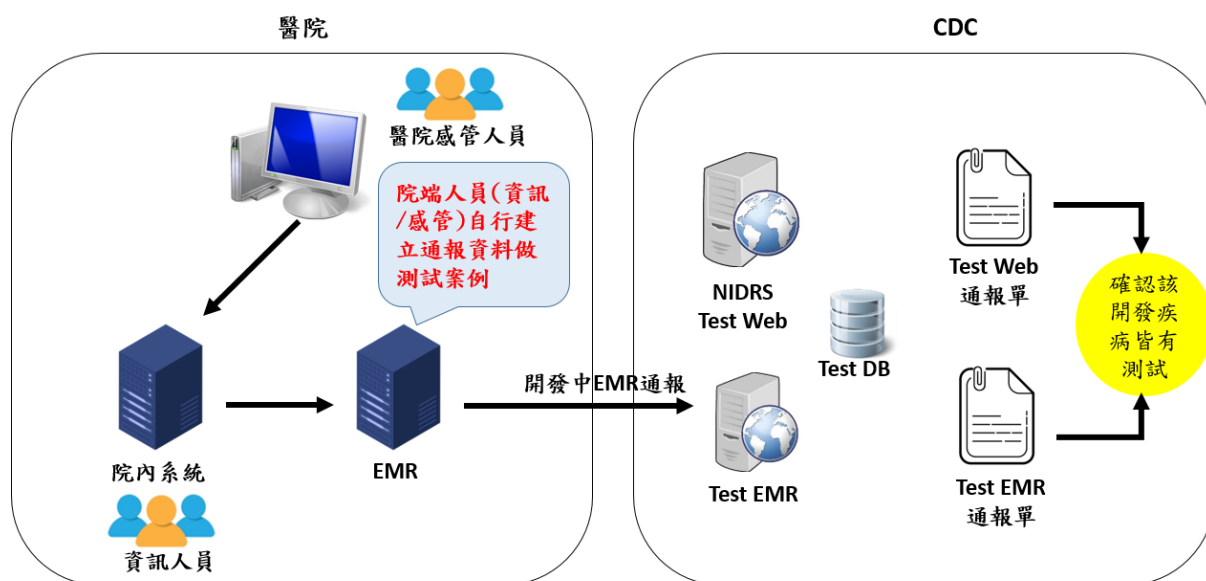 醫院
CDC
醫院感管人員
院端人員(資訊
/感管)自行建
立通報資料做
測試案例
院內系統
資訊人員
EMR
開發中EMR通報
NIDRS
Test Web
Test DB
Test EMR
Test Web
通報單
Test EMR
通報單
確認該
開發疾
病皆有
測試